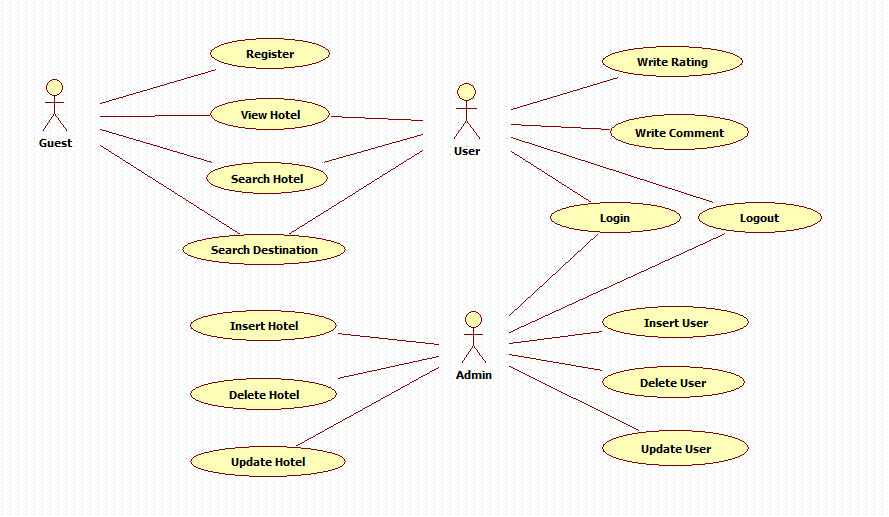 Register
Write Rating
View Hotel
Write Comment
Guest
User
Search Hotel
Login
Logout
Search Destination
Insert Hotel
Insert User
Admin
Delete User
Delete Hotel
Update User
Update Hotel